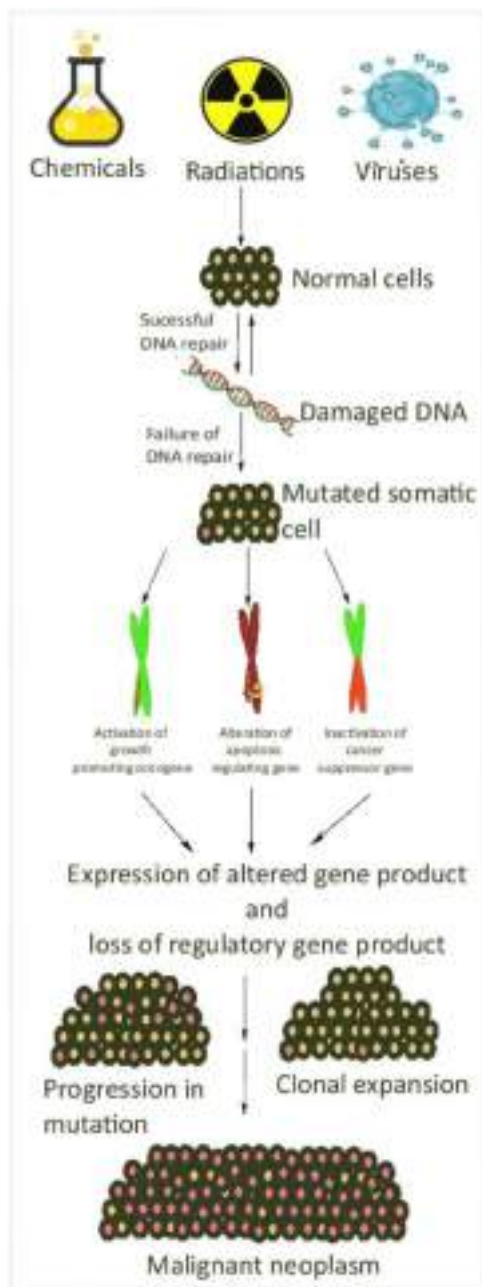 Chemicals
Radiations
Viruses
Normal cells
Sucessful
DNA repair
Damaged DNA
Failure of
DNA repair
Mutated somatic
cell
Activation of
growth
promoting oncogene
Alteration of
apoptosis
regulating gene
Inactivation of
cancer
suppressor gene
Expression of altered gene product
and
loss of regulatory gene product
Progression in
mutation
Clonal expansion
Malignant neoplasm